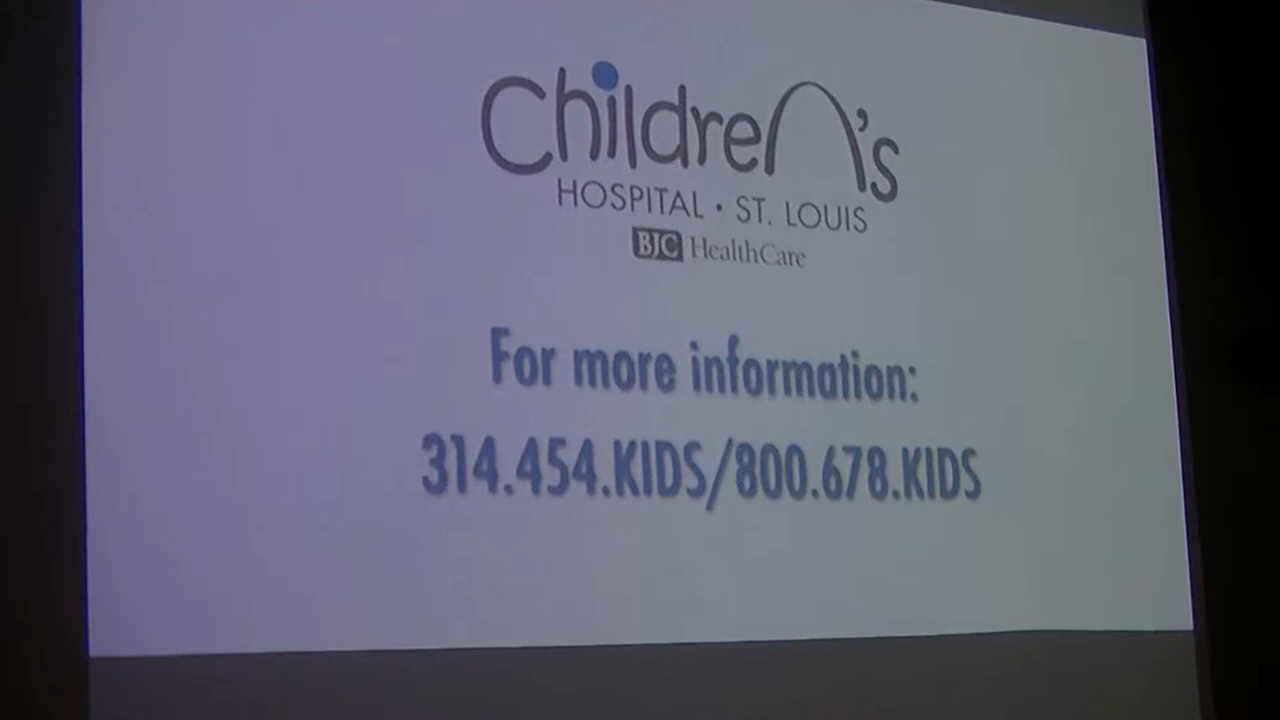 Children's
HOSPITAL • ST. LOUIS
BJC HealthCare
For more information:
314.454.KIDS/800.678.KIDS